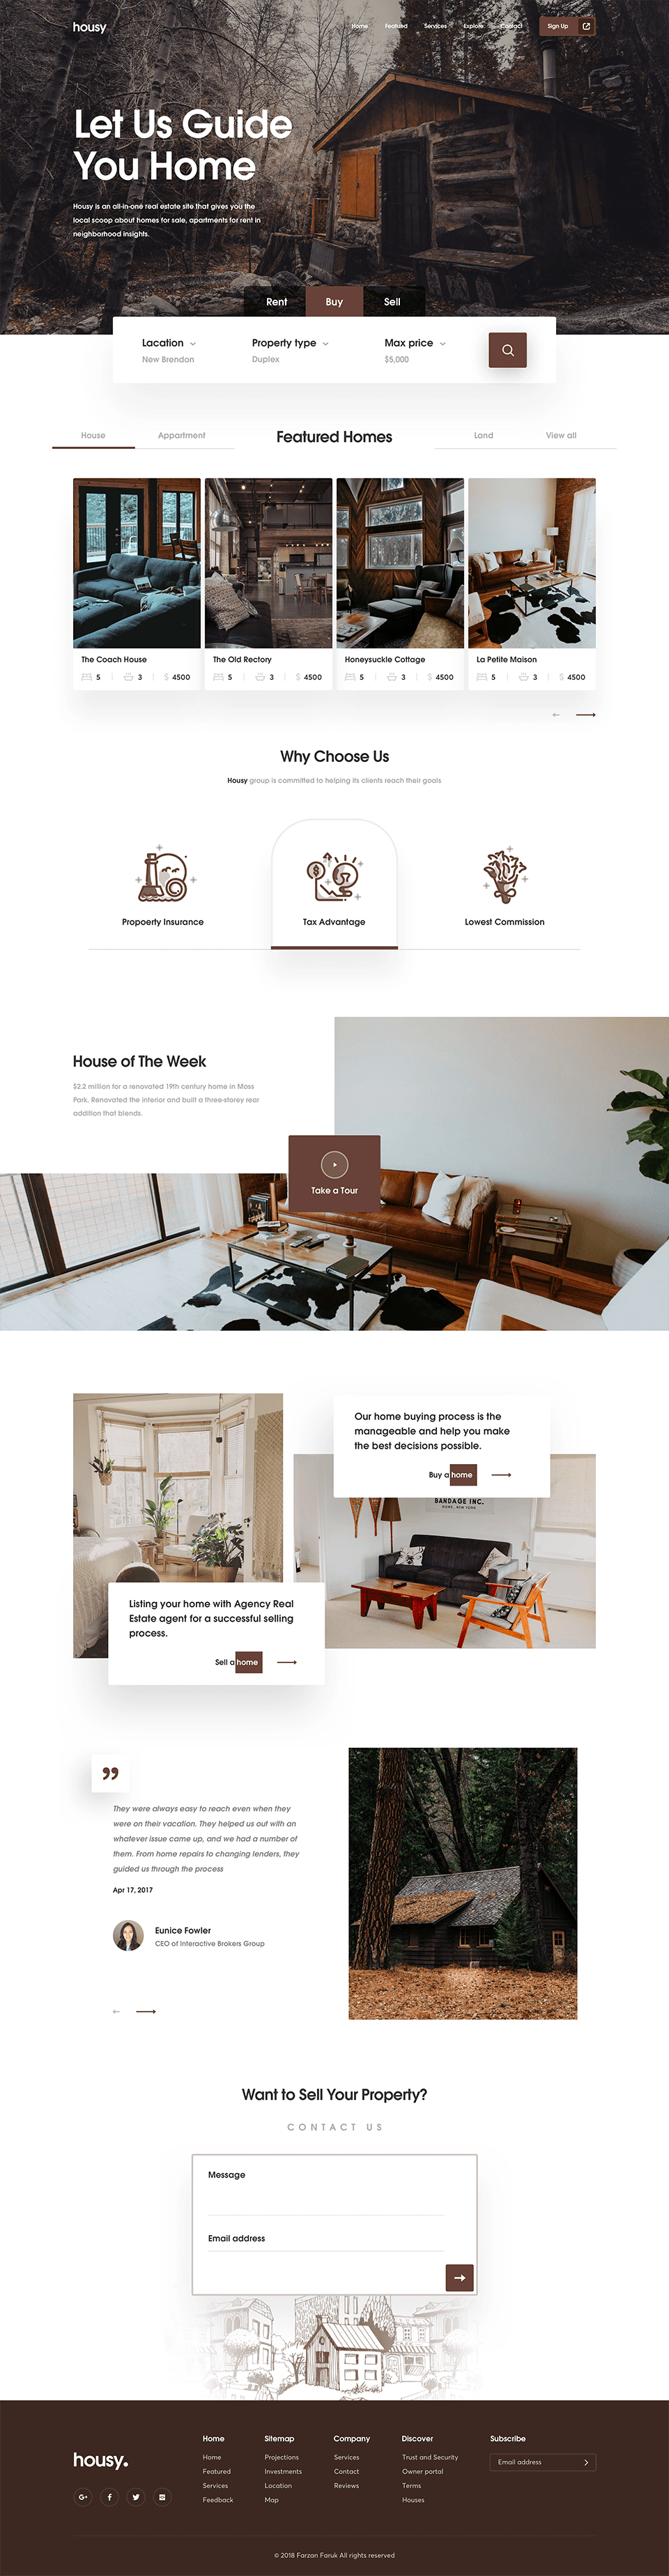 housy
Home Featured Services Explore Contact Sign Up
Let Us Guide
You Home
Housy is an all-in-one real estate site that gives you the
local scoop about homes for sale, apartments for rent in
neighborhood insights.
Rent Buy Sell
Lacation Property type Max price
New Brendon Duplex $5,000
House Appartment Featured Homes Land View all
The Coach House The Old Rectory Honeysuckle Cottage La Petite Maison
5 3 $ 4500 5 3 $ 4500 5 3 $ 4500 5 3 $ 4500
Why Choose Us
Housy group is committed to helping its clients reach their goals
Propoerty Insurance Tax Advantage Lowest Commission
House of The Week
$2.2 million for a renovated 19th century home in Moss
Park. Renovated the interior and built a three-storey rear
addition that blends.
Take a Tour
Our home buying process is the
manageable and help you make
the best decisions possible.
Buy a home
BANDAGE INC.
HOME, NEW YORK
Listing your home with Agency Real
Estate agent for a successful selling
process.
Sell a home
They were always easy to reach even when they
were on their vacation. They helped us out with an
whatever issue came up, and we had a number of
them. From home repairs to changing lenders, they
guided us through the process
Apr 17, 2017
Eunice Fowler
CEO of Interactive Brokers Group
Want to Sell Your Property?
CONTACT US
Message
Email address
housy.
Home
Home
Featured
Services
Feedback
Sitemap
Projections
Investments
Location
Map
Company
Services
Contact
Reviews
Discover
Trust and Security
Owner portal
Terms
Houses
Subscribe
Email address
G+
© 2018 Farzan Faruk All rights reserved